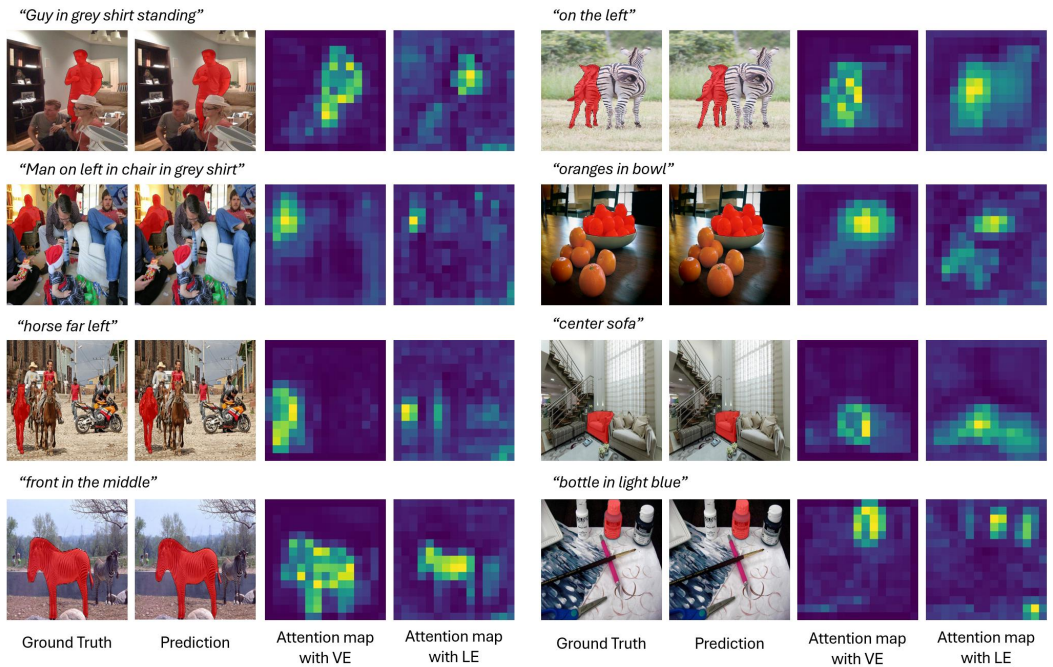 “Guy in grey shirt standing”
“on the left”
“Man on left in chair in grey shirt”
“oranges in bowl”
“horse far left”
“center sofa”
“front in the middle”
“bottle in light blue”
Ground Truth
Prediction
Attention map
with VE
Attention map
with LE
Ground Truth
Prediction
Attention map
with VE
Attention map
with LE